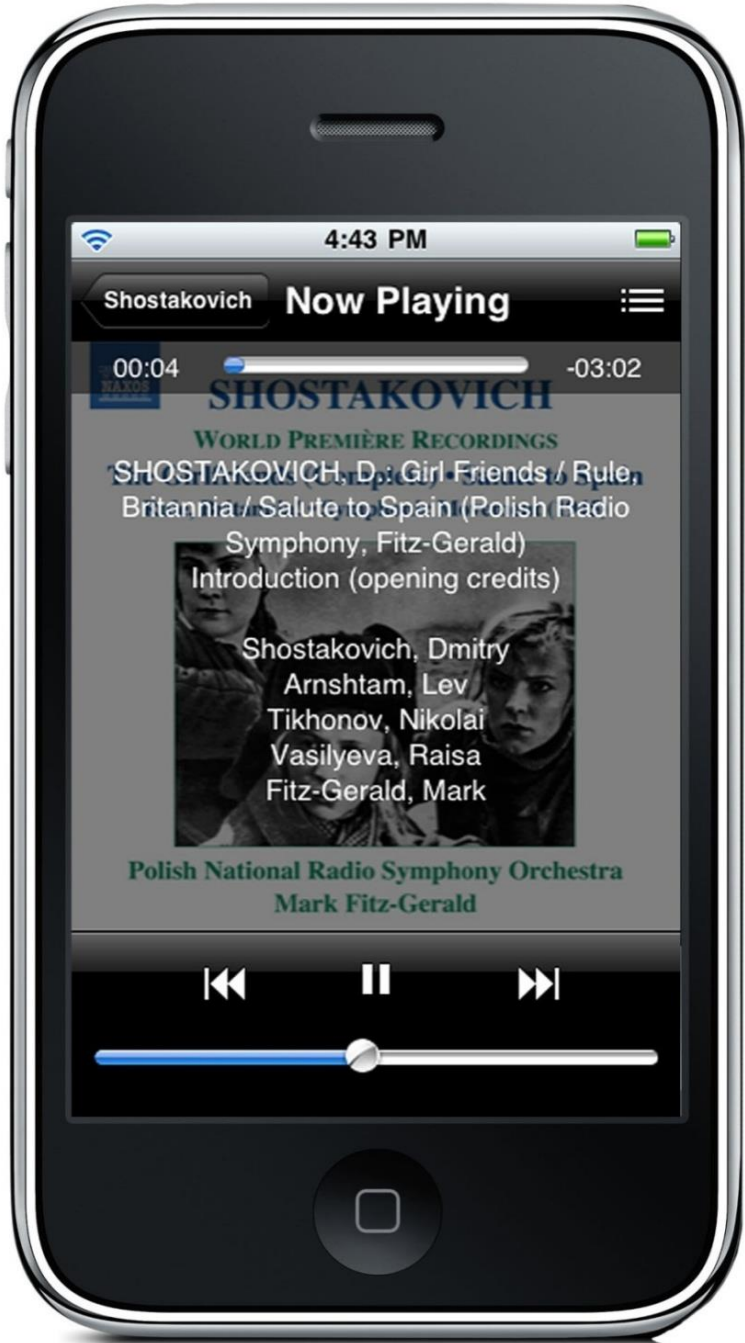 4:43 PM
Shostakovich Now Playing
00:04 -03:02
NAXOS
SHOSTAKOVICH
WORLD PREMIÈRE RECORDINGS
SHOSTAKOVICH, D.: Girl Friends / Rule,
Britannia / Salute to Spain (Polish Radio
Symphony, Fitz-Gerald)
Introduction (opening credits)
Shostakovich, Dmitry
Arnshtam, Lev
Tikhonov, Nikolai
Vasilyeva, Raisa
Fitz-Gerald, Mark
Polish National Radio Symphony Orchestra
Mark Fitz-Gerald